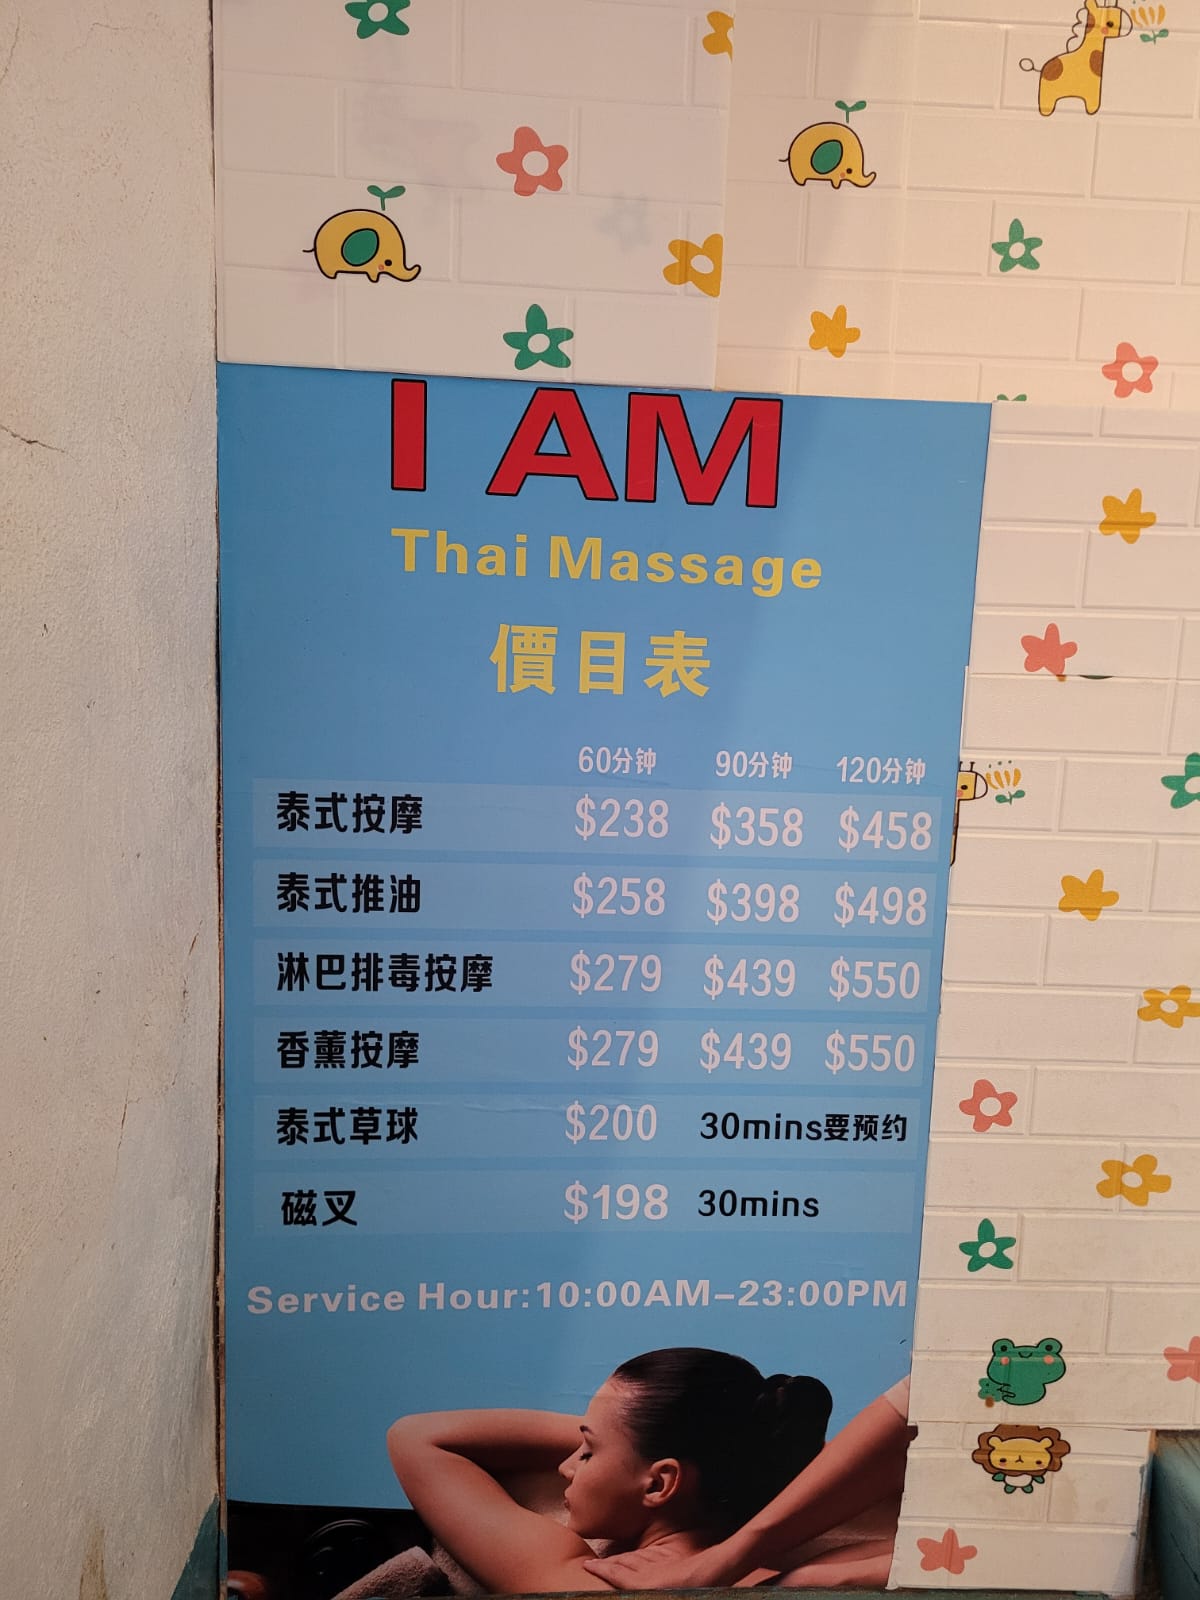 I AM
Thai Massage
價目表
60分钟 90分钟 120分钟
泰式按摩 $238 $358 $458
泰式推油 $258 $398 $498
淋巴排毒按摩 $279 $439 $550
香薰按摩 $279 $439 $550
泰式草球 $200 30mins要预约
磁叉 $198 30mins
Service Hour:10:00AM–23:00PM